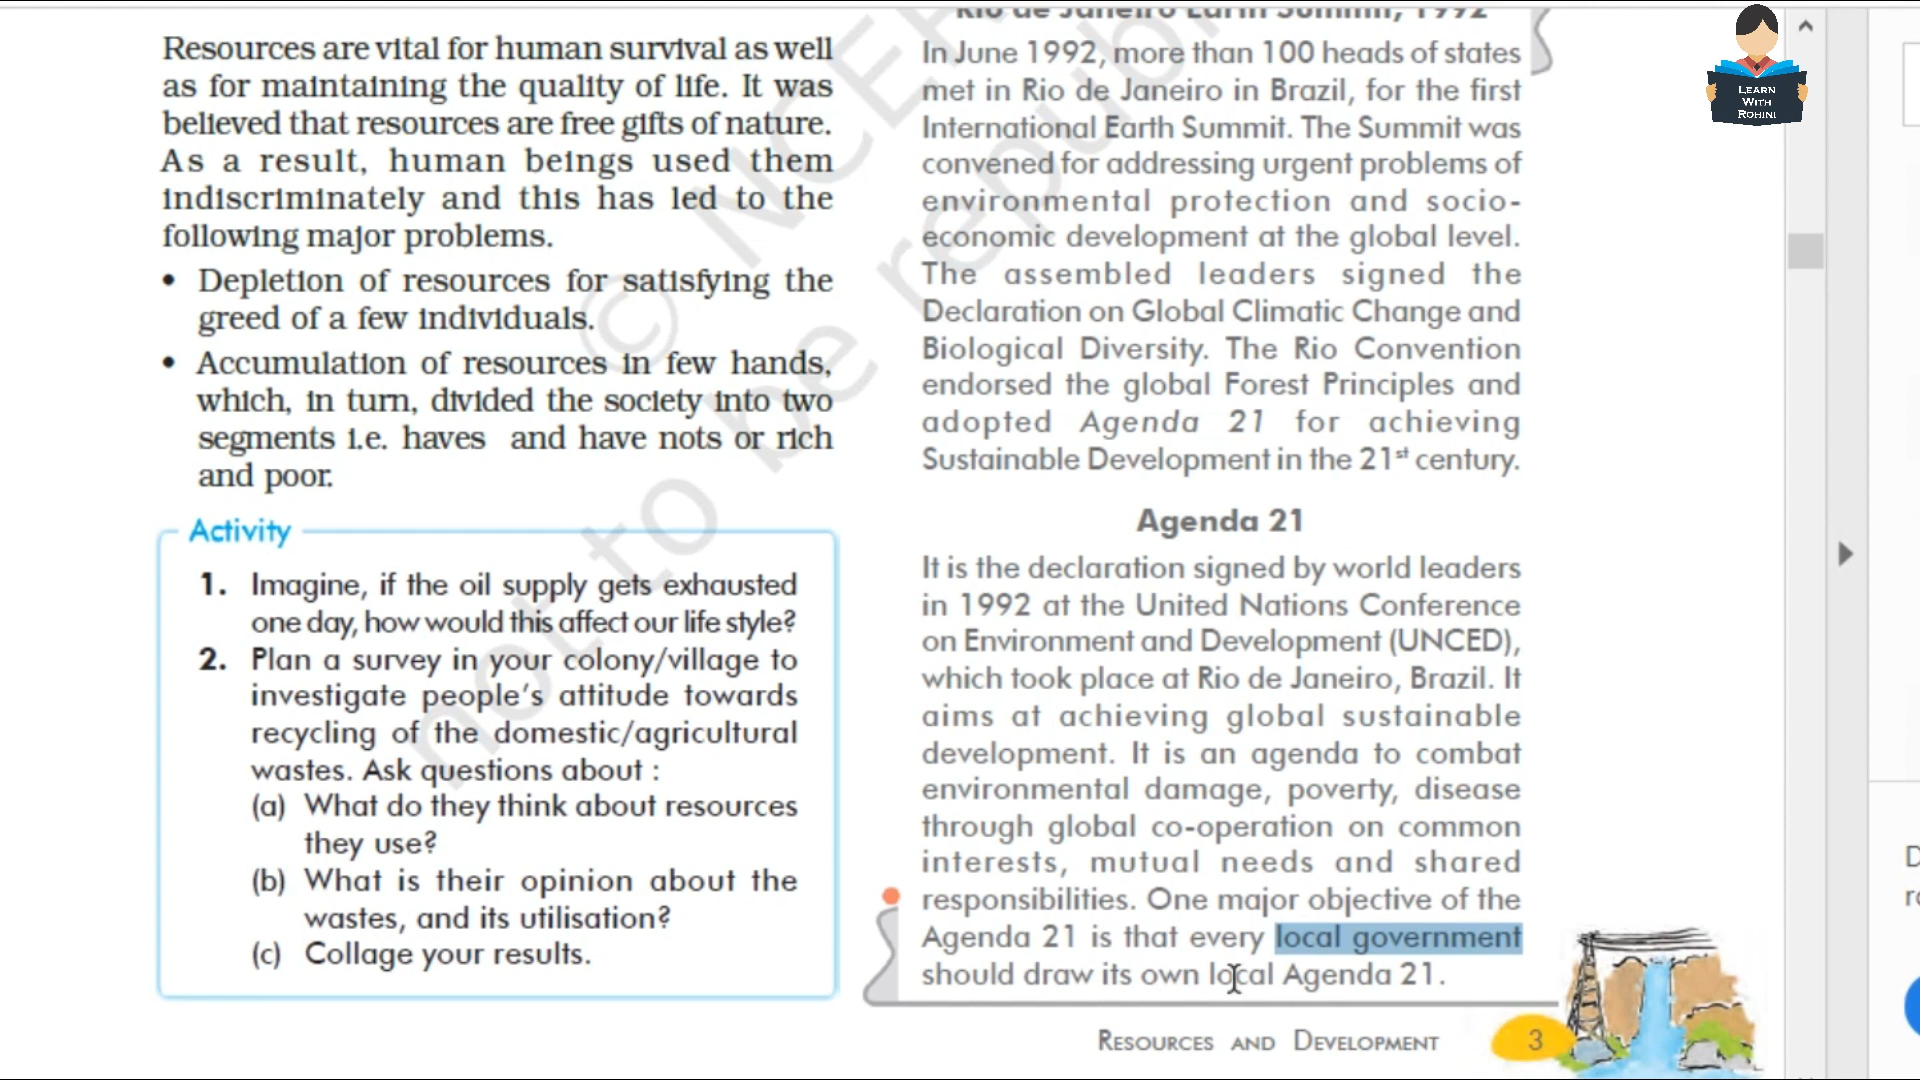 Resources are vital for human survival as well
as for maintaining the quality of life. It was
believed that resources are free gifts of nature.
As a result, human beings used them
indiscriminately and this has led to the
following major problems.
• Depletion of resources for satisfying the
greed of a few individuals.
• Accumulation of resources in few hands,
which, in turn, divided the society into two
segments i.e. haves and have nots or rich
and poor.
Activity
1. Imagine, if the oil supply gets exhausted
one day, how would this affect our life style?
2. Plan a survey in your colony/village to
investigate people's attitude towards
recycling of the domestic/agricultural
wastes. Ask questions about :
(a) What do they think about resources
they use?
(b) What is their opinion about the
wastes, and its utilisation?
(c) Collage your results.
Rio de Janeiro Earth Summit, 1992
In June 1992, more than 100 heads of states
met in Rio de Janeiro in Brazil, for the first
International Earth Summit. The Summit was
convened for addressing urgent problems of
environmental protection and socio-
economic development at the global level.
The assembled leaders signed the
Declaration on Global Climatic Change and
Biological Diversity. The Rio Convention
endorsed the global Forest Principles and
adopted Agenda 21 for achieving
Sustainable Development in the 21st century.
Agenda 21
It is the declaration signed by world leaders
in 1992 at the United Nations Conference
on Environment and Development (UNCED),
which took place at Rio de Janeiro, Brazil. It
aims at achieving global sustainable
development. It is an agenda to combat
environmental damage, poverty, disease
through global co-operation on common
interests, mutual needs and shared
responsibilities. One major objective of the
Agenda 21 is that every local government
should draw its own local Agenda 21.
RESOURCES AND DEVELOPMENT 3
© NCER
not to be republ
LEARN
WITH
ROHINI